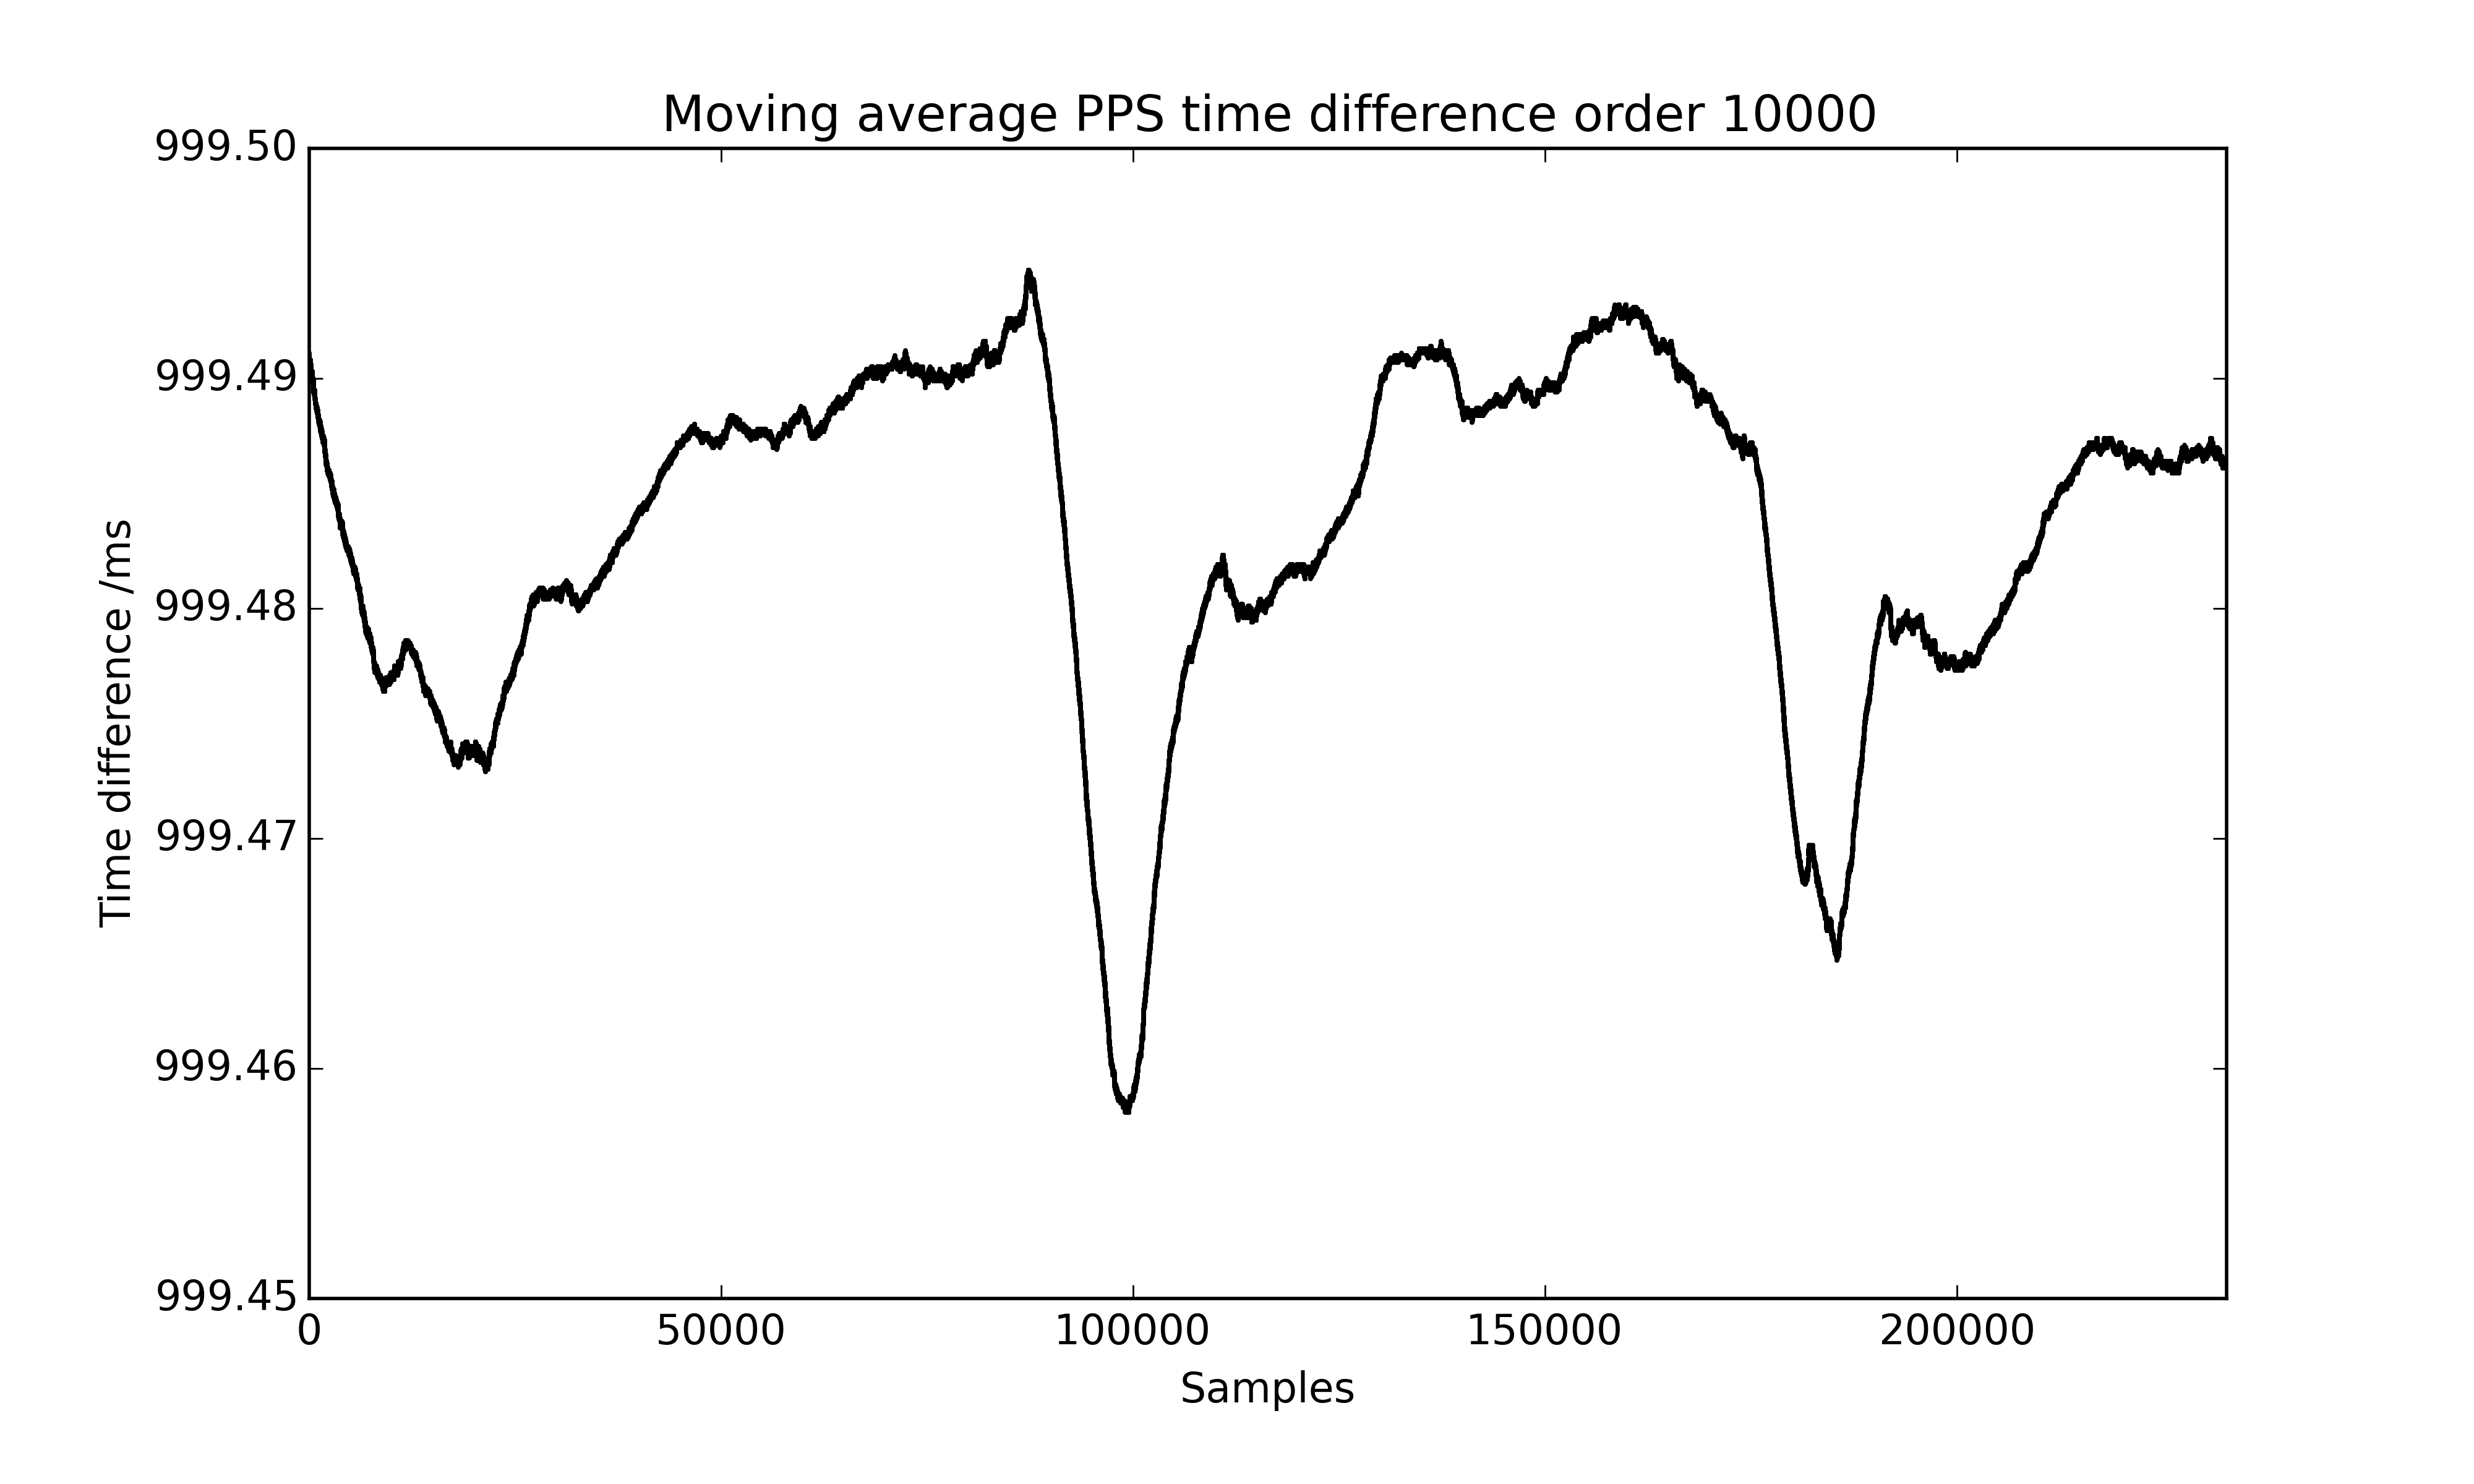 Moving average PPS time difference order 10000
999.50
999.49
999.48
999.47
999.46
999.45
Time difference /ms
0 50000 100000 150000 200000
Samples